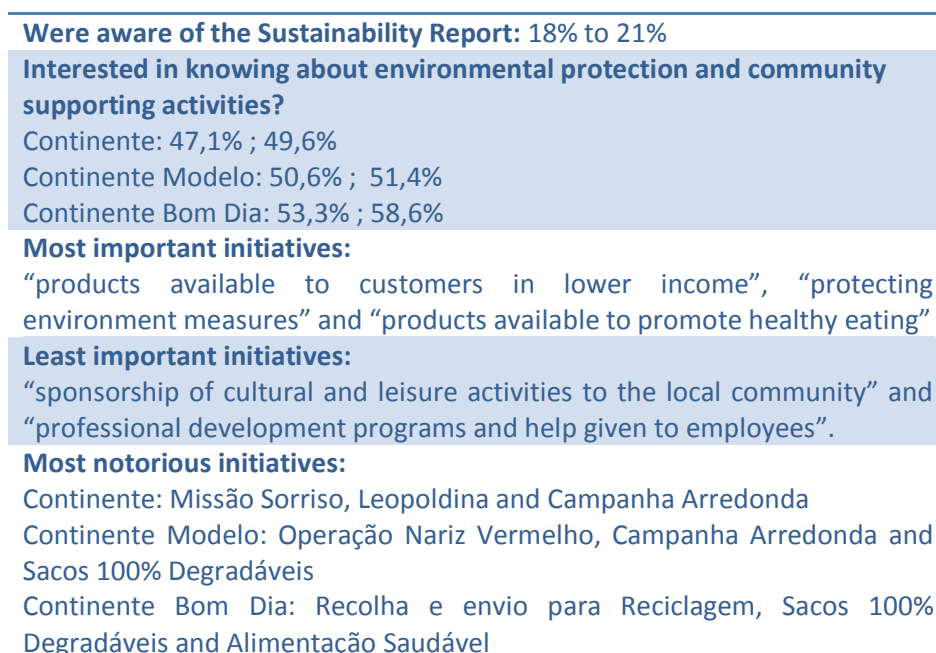 Were aware of the Sustainability Report: 18% to 21%
Interested in knowing about environmental protection and community
supporting activities?
Continente: 47,1% ; 49,6%
Continente Modelo: 50,6% ; 51,4%
Continente Bom Dia: 53,3% ; 58,6%
Most important initiatives:
“products available to customers in lower income”, “protecting
environment measures” and “products available to promote healthy eating”
Least important initiatives:
“sponsorship of cultural and leisure activities to the local community” and
“professional development programs and help given to employees”.
Most notorious initiatives:
Continente: Missão Sorriso, Leopoldina and Campanha Arredonda
Continente Modelo: Operação Nariz Vermelho, Campanha Arredonda and
Sacos 100% Degradáveis
Continente Bom Dia: Recolha e envio para Reciclagem, Sacos 100%
Degradáveis and Alimentação Saudável